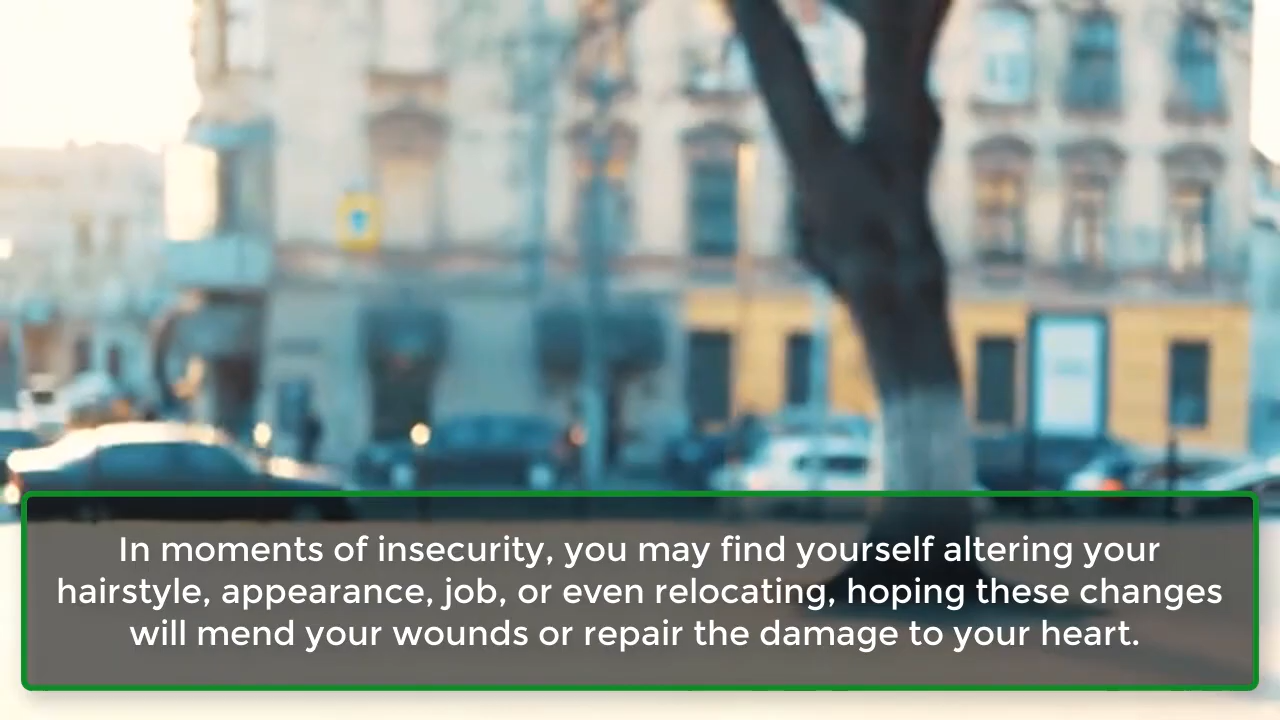 In moments of insecurity, you may find yourself altering your
hairstyle, appearance, job, or even relocating, hoping these changes
will mend your wounds or repair the damage to your heart.